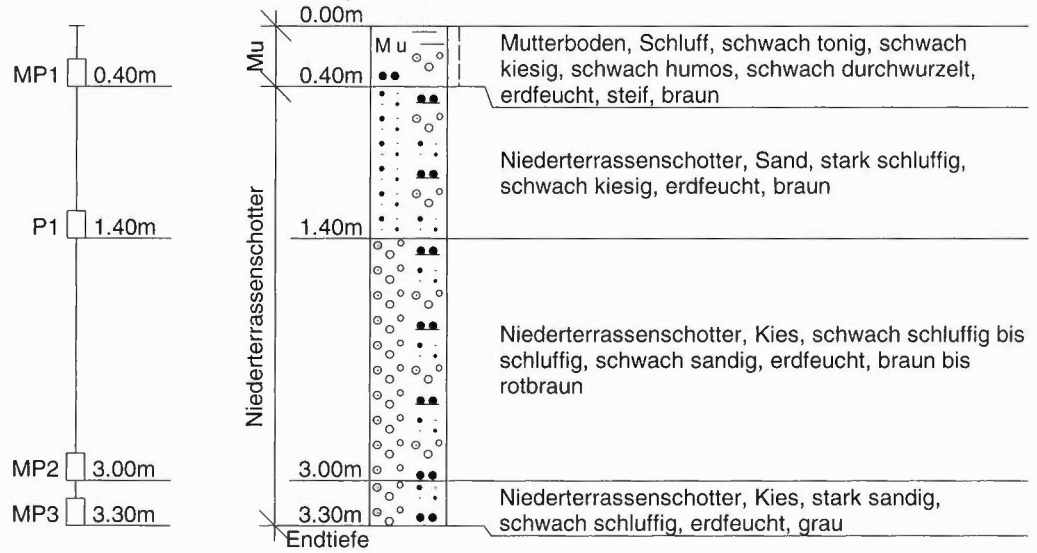 0.00m
Mu
Mu
Mutterboden, Schluff, schwach tonig, schwach
kiesig, schwach humos, schwach durchwurzelt,
erdfeucht, steif, braun
MP1 0.40m
0.40m
Niederterrassenschotter
Niederterrassenschotter, Sand, stark schluffig,
schwach kiesig, erdfeucht, braun
P1 1.40m
1.40m
Niederterrassenschotter, Kies, schwach schluffig bis
schluffig, schwach sandig, erdfeucht, braun bis
rotbraun
MP2 3.00m
3.00m
Niederterrassenschotter, Kies, stark sandig,
schwach schluffig, erdfeucht, grau
MP3 3.30m
3.30m
Endtiefe